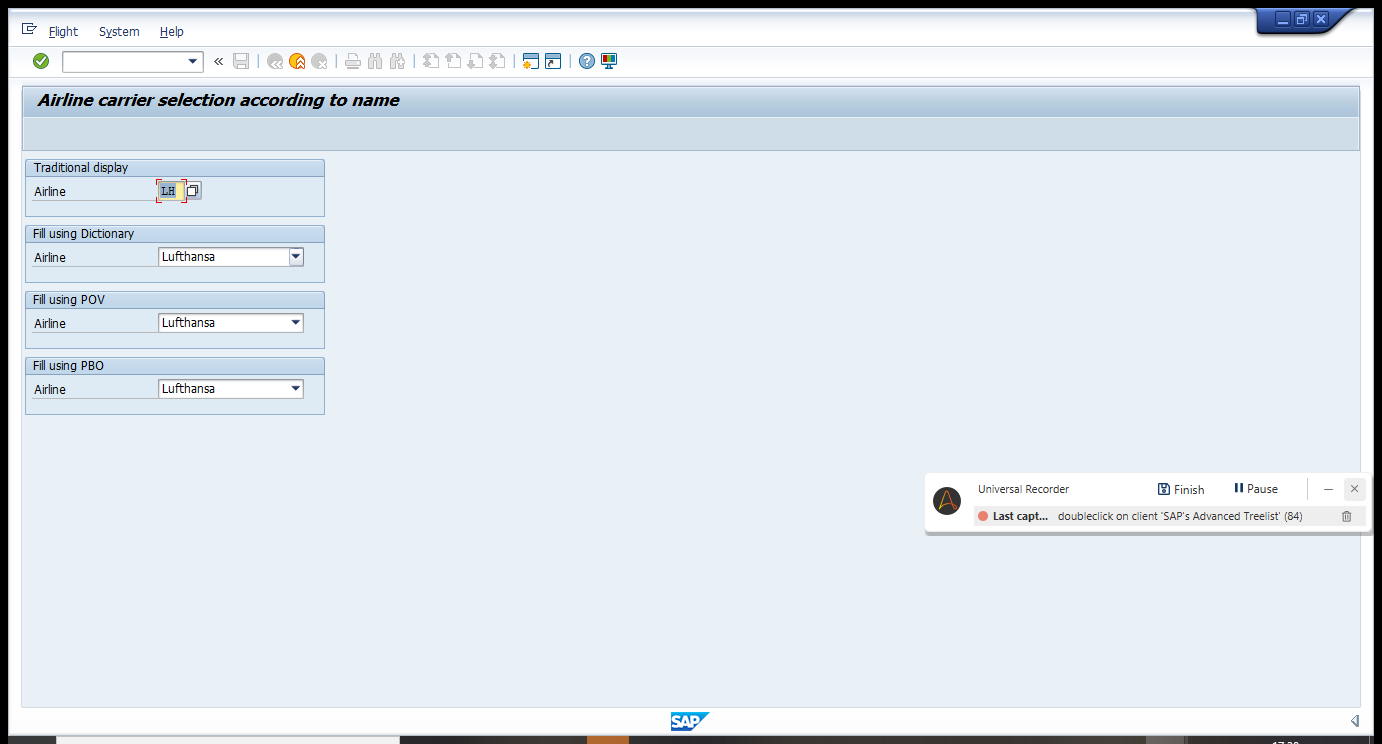 Flight System Help
Airline carrier selection according to name
Traditional display
Airline LH
Fill using Dictionary
Airline Lufthansa
Fill using POV
Airline Lufthansa
Fill using PBO
Airline Lufthansa
Universal Recorder Finish Pause
Last capt... doubleclick on client 'SAP's Advanced Treelist' (84)
SAP